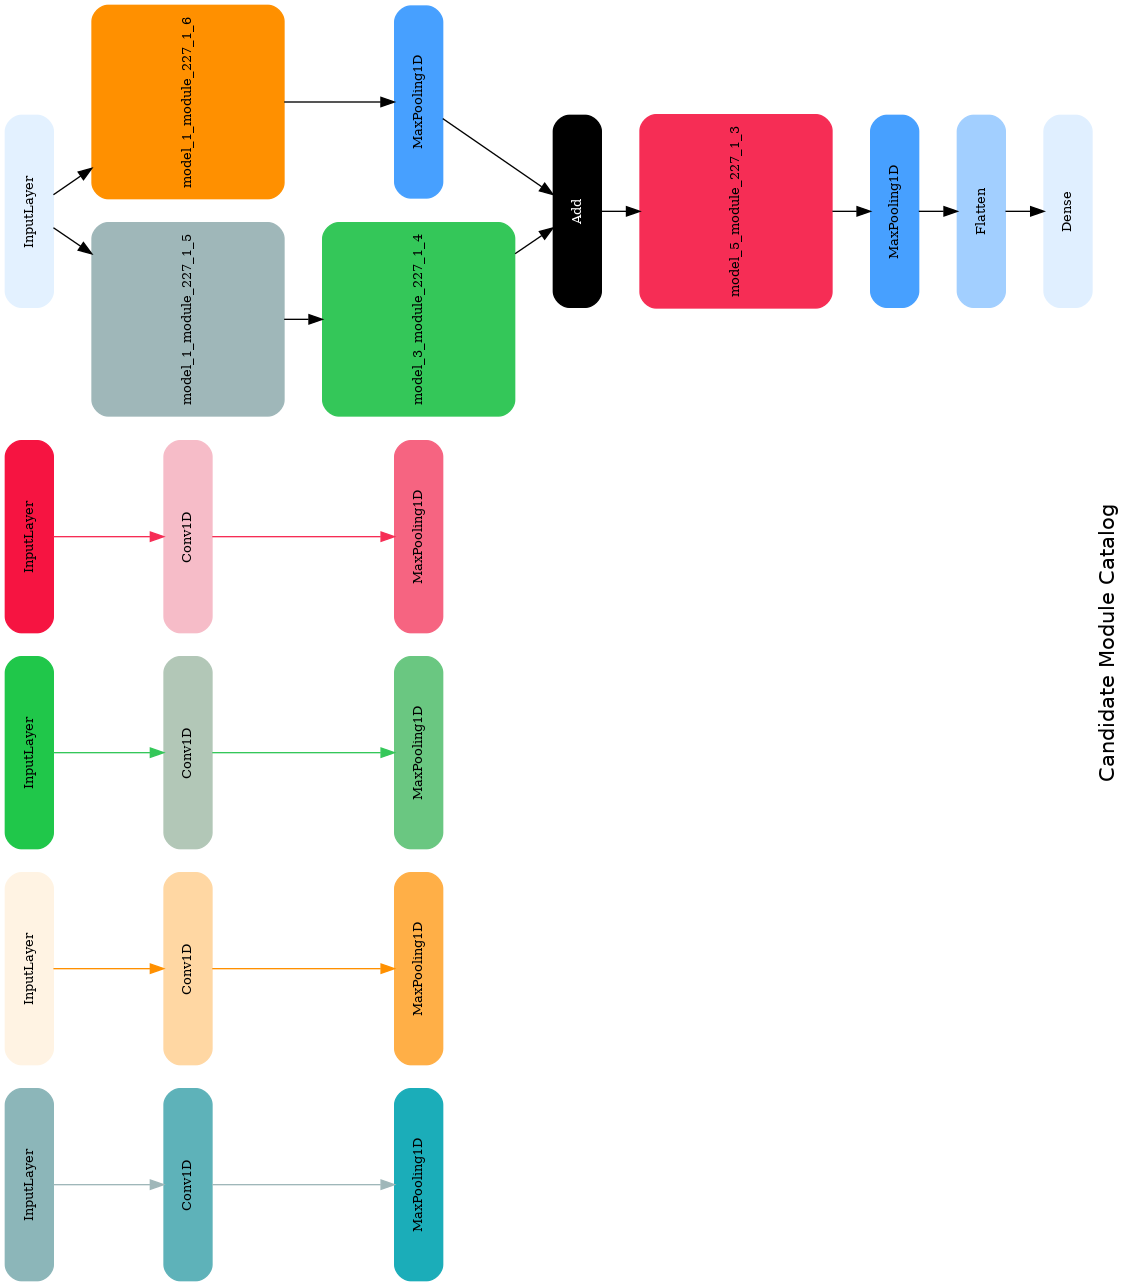 InputLayer
model_1_module_227_1_6
MaxPooling1D
model_1_module_227_1_5
model_3_module_227_1_4
Add
model_5_module_227_1_3
MaxPooling1D
Flatten
Dense
InputLayer
Conv1D
MaxPooling1D
InputLayer
Conv1D
MaxPooling1D
InputLayer
Conv1D
MaxPooling1D
InputLayer
Conv1D
MaxPooling1D
Candidate Module Catalog